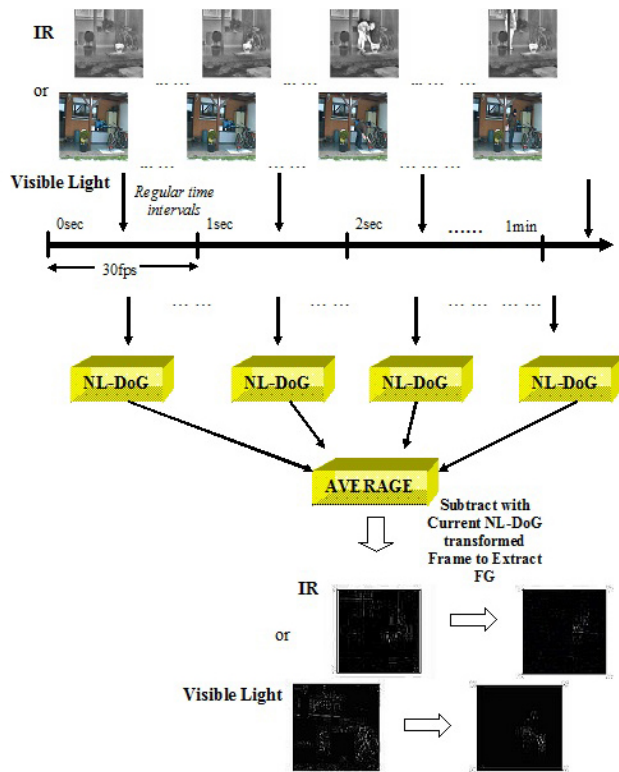 IR
or
... ...
... ...
... ...
Visible Light
... ...
... ...
... ... ...
Regular time
intervals
0sec
1sec
2sec
......
1min
30fps
... ...
... ...
... ...
NL-DoG
NL-DoG
NL-DoG
NL-DoG
AVERAGE
Subtract with
Current NL-DoG
transformed
Frame to Extract
FG
IR
or
Visible Light